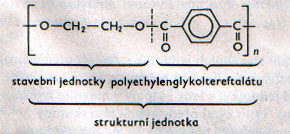 O—CH₂—CH₂—O C C n
O O
stavební jednotky polyethylenglykoltereftalátu
strukturní jednotka